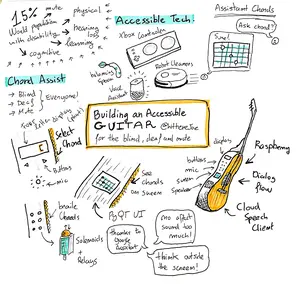 15%
mute
physical
World population
with disability
hearing
loss
learning
cognitive
Accessible Tech!
Xbox Controller
Listening
Speaker
Voice
Assistant
Robot Cleaners
Assistant Chords
Ask chord?
Sure!
Chord Assist
→ Blind
→ Deaf
→ Mute
Everyone!
Select
Chord
Buttons
Mic
Building an Accessible
GUITAR @HttereJoe
for the blind, deaf and mute
See
chords
on screen
PyQT UI
braile
Chords
Solenoids
+
Relays
thanks to
Google
Assistant
no effect
sound too
much!
think outside
the screen!
display
buttons
mic
screen
speaker
Raspberry
Dialog
flow
Cloud
Speech
Client